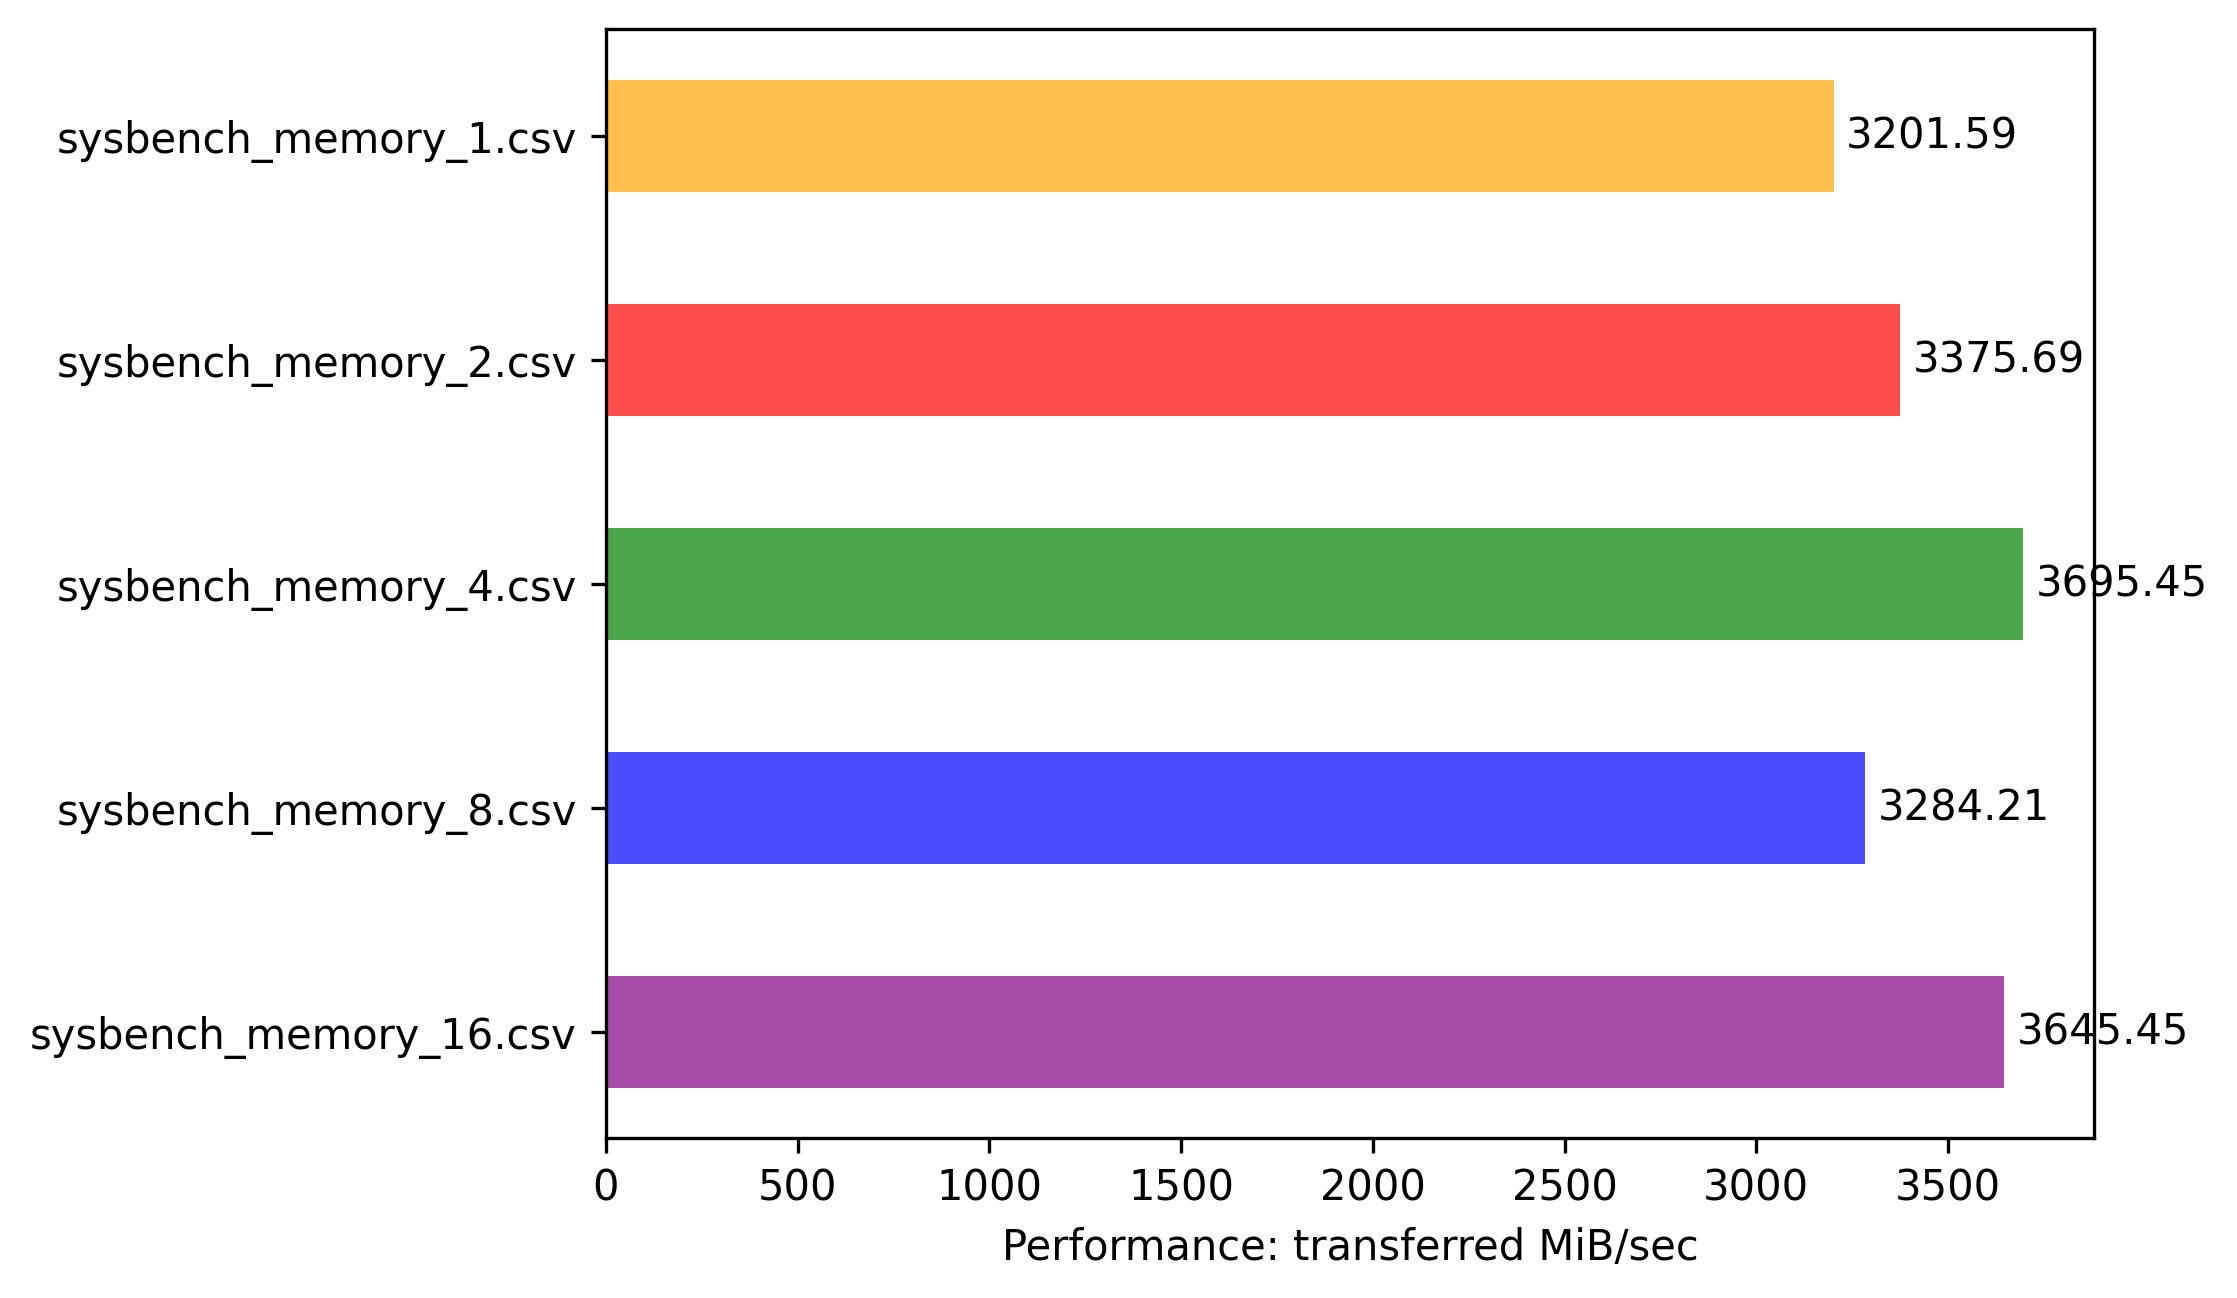 sysbench_memory_1.csv
3201.59
sysbench_memory_2.csv
3375.69
sysbench_memory_4.csv
3695.45
sysbench_memory_8.csv
3284.21
sysbench_memory_16.csv
3645.45
0 500 1000 1500 2000 2500 3000 3500
Performance: transferred MiB/sec